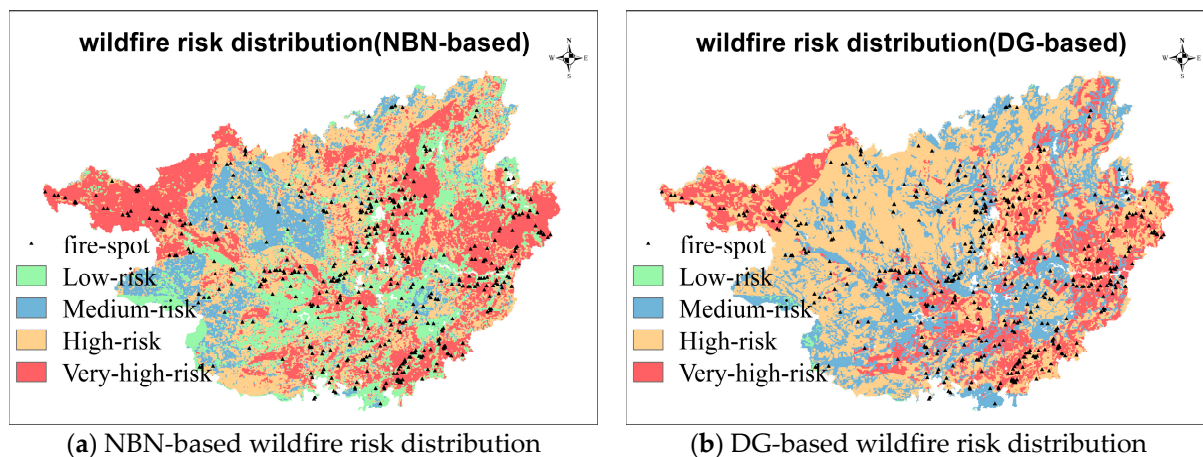 wildfire risk distribution(NBN-based)
N
W E
S
fire-spot
Low-risk
Medium-risk
High-risk
Very-high-risk
(a) NBN-based wildfire risk distribution
wildfire risk distribution(DG-based)
N
W E
S
fire-spot
Low-risk
Medium-risk
High-risk
Very-high-risk
(b) DG-based wildfire risk distribution